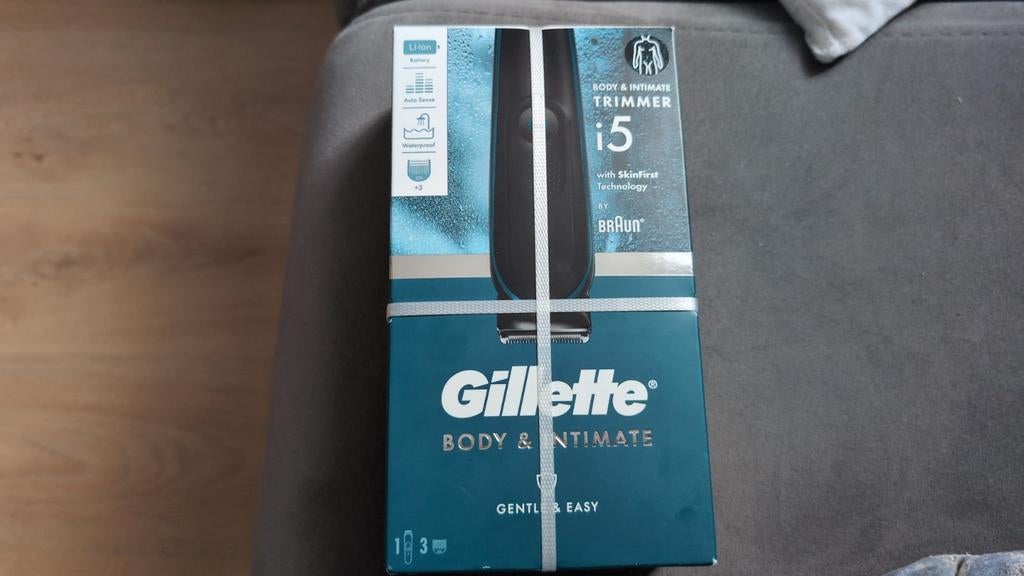 Li-Ion
Battery
Auto Sense
Waterproof
+3
BODY & INTIMATE
TRIMMER
i5
with SkinFirst
Technology
BY
BRAUN®
Gillette®
BODY & INTIMATE
GENTLE & EASY
1 3